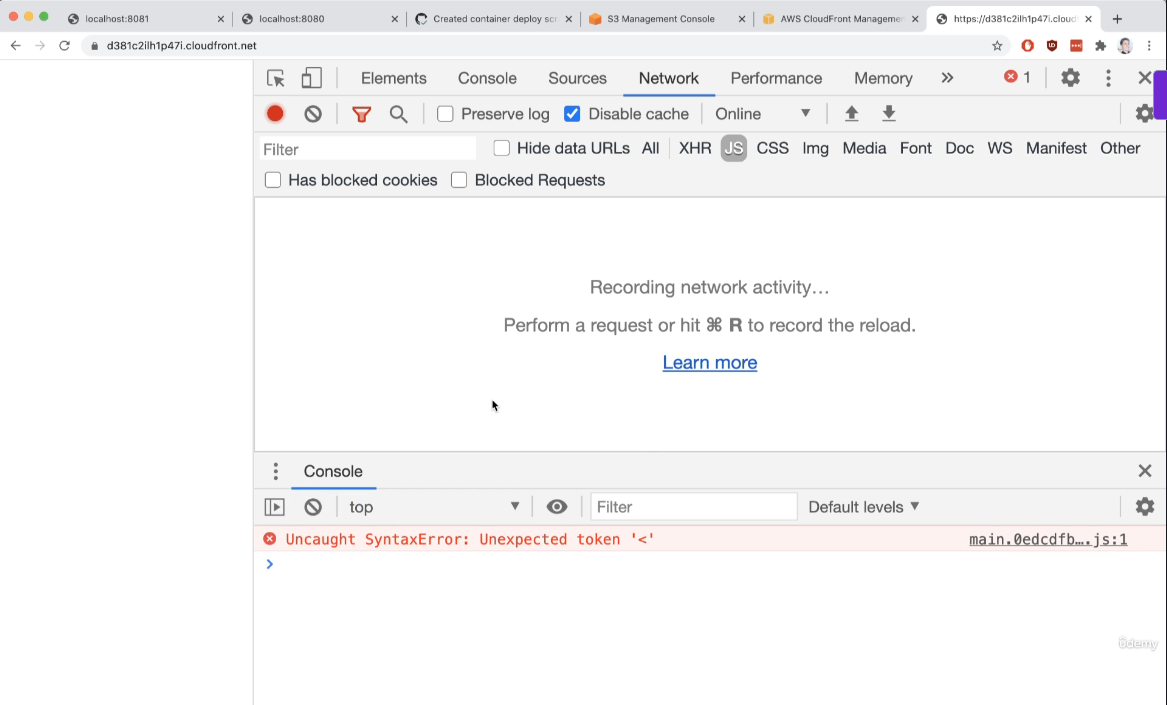 localhost:8081
localhost:8080
Created container deploy scr
S3 Management Console
AWS CloudFront Manageme
https://d381c2ilh1p47i.cloud
d381c2ilh1p47i.cloudfront.net
Elements Console Sources Network Performance Memory » 1
Preserve log Disable cache Online
Filter Hide data URLs All XHR JS CSS Img Media Font Doc WS Manifest Other
Has blocked cookies Blocked Requests
Recording network activity…
Perform a request or hit ⌘ R to record the reload.
Learn more
Console
top Filter Default levels
Uncaught SyntaxError: Unexpected token '<' main.0edcdfb….js:1
ûdemy